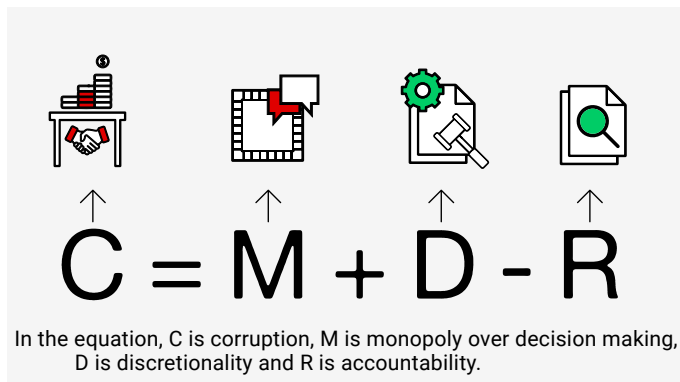 $
C = M + D - R
In the equation, C is corruption, M is monopoly over decision making,
D is discretionality and R is accountability.